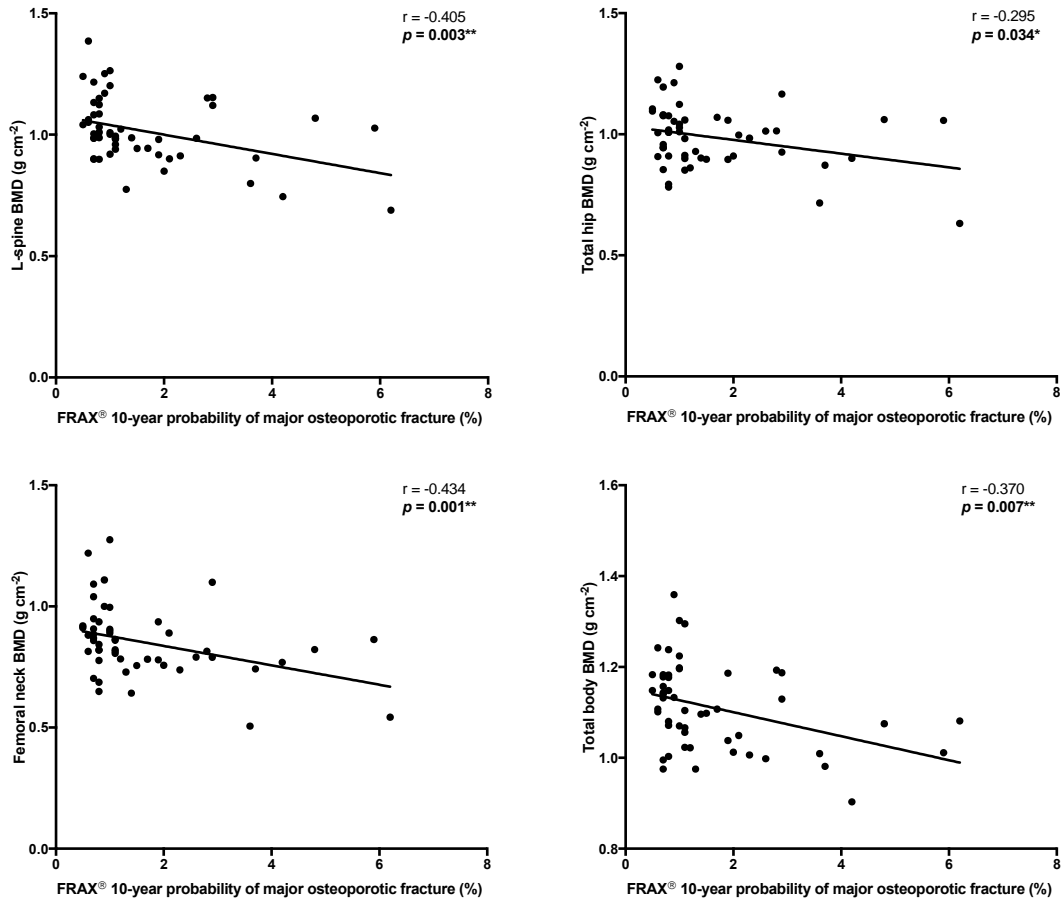 r = -0.405
p = 0.003**
1.5
1.0
0.5
0.0
L-spine BMD (g cm-2)
0 2 4 6 8
FRAX® 10-year probability of major osteoporotic fracture (%)
r = -0.295
p = 0.034*
1.5
1.0
0.5
0.0
Total hip BMD (g cm-2)
0 2 4 6 8
FRAX® 10-year probability of major osteoporotic fracture (%)
r = -0.434
p = 0.001**
1.5
1.0
0.5
0.0
Femoral neck BMD (g cm-2)
0 2 4 6 8
FRAX® 10-year probability of major osteoporotic fracture (%)
r = -0.370
p = 0.007**
1.6
1.4
1.2
1.0
0.8
Total body BMD (g cm-2)
0 2 4 6 8
FRAX® 10-year probability of major osteoporotic fracture (%)